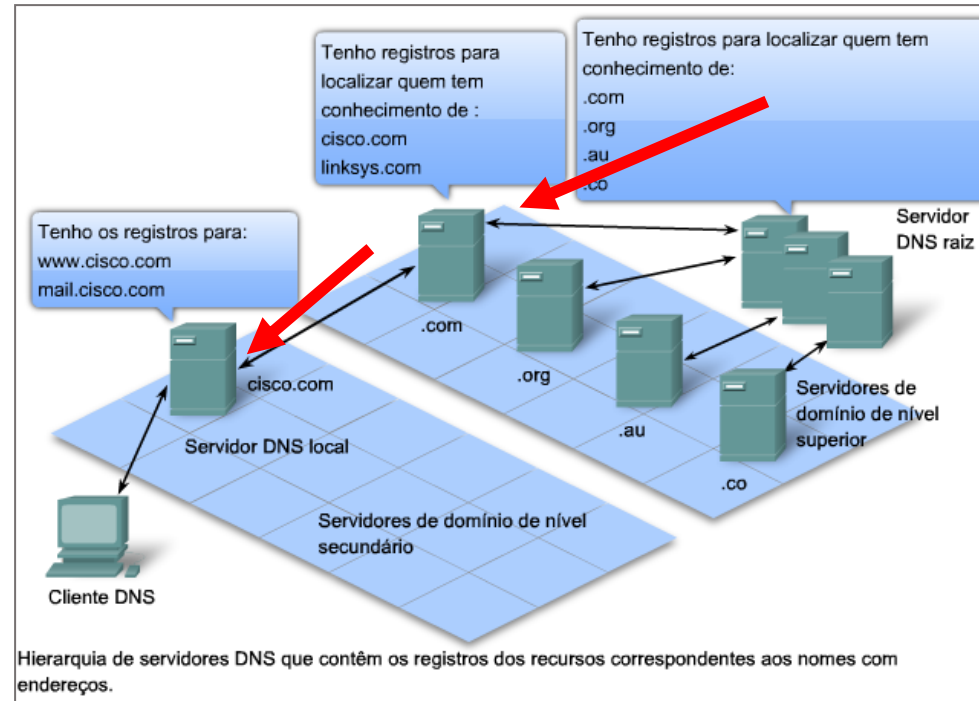 Tenho registros para
localizar quem tem
conhecimento de :
cisco.com
linksys.com
Tenho registros para localizar quem tem
conhecimento de:
.com
.org
.au
.co
Tenho os registros para:
www.cisco.com
mail.cisco.com
Servidor
DNS raiz
.com
.org
.au
.co
cisco.com
Servidor DNS local
Servidores de
domínio de nível
superior
Servidores de domínio de nível
secundário
Cliente DNS
Hierarquia de servidores DNS que contêm os registros dos recursos correspondentes aos nomes com
endereços.